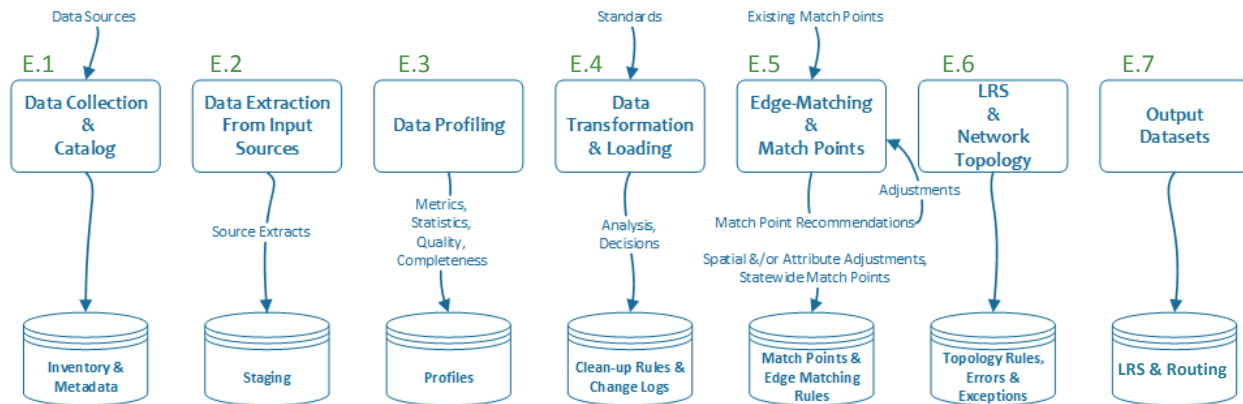 Data Sources
Standards
Existing Match Points
E.1
E.2
E.3
E.4
E.5
E.6
E.7
Data Collection
&
Catalog
Data Extraction
From Input
Sources
Data Profiling
Data
Transformation
& Loading
Edge-Matching
&
Match Points
LRS
&
Network
Topology
Output
Datasets
Source Extracts
Metrics,
Statistics,
Quality,
Completeness
Analysis,
Decisions
Adjustments
Match Point Recommendations
Spatial &/or Attribute Adjustments,
Statewide Match Points
Inventory &
Metadata
Staging
Profiles
Clean-up Rules &
Change Logs
Match Points &
Edge Matching
Rules
Topology Rules,
Errors &
Exceptions
LRS & Routing